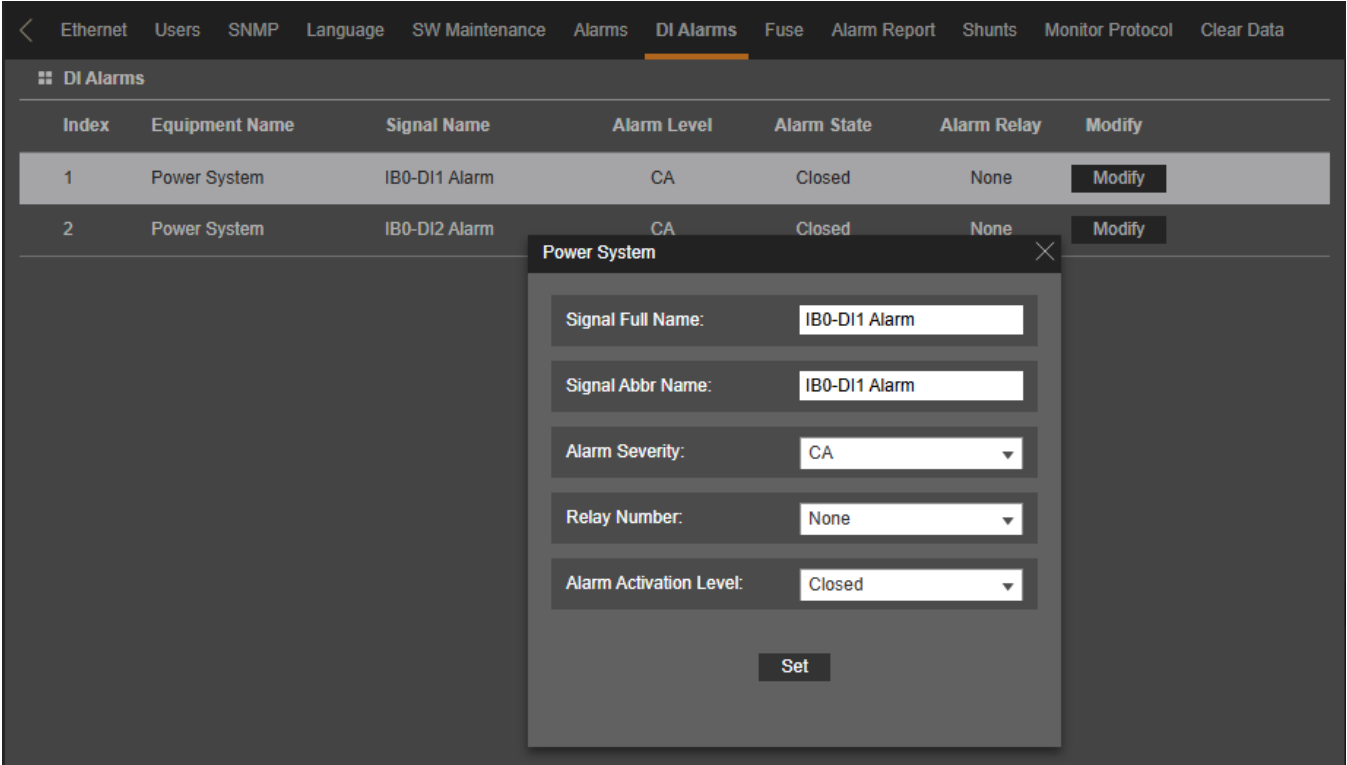 Ethernet Users SNMP Language SW Maintenance Alarms DI Alarms Fuse Alarm Report Shunts Monitor Protocol Clear Data
DI Alarms
Index Equipment Name Signal Name Alarm Level Alarm State Alarm Relay Modify
1 Power System IB0-DI1 Alarm CA Closed None Modify
2 Power System IB0-DI2 Alarm CA Closed None Modify
Power System
Signal Full Name: IB0-DI1 Alarm
Signal Abbr Name: IB0-DI1 Alarm
Alarm Severity: CA
Relay Number: None
Alarm Activation Level: Closed
Set